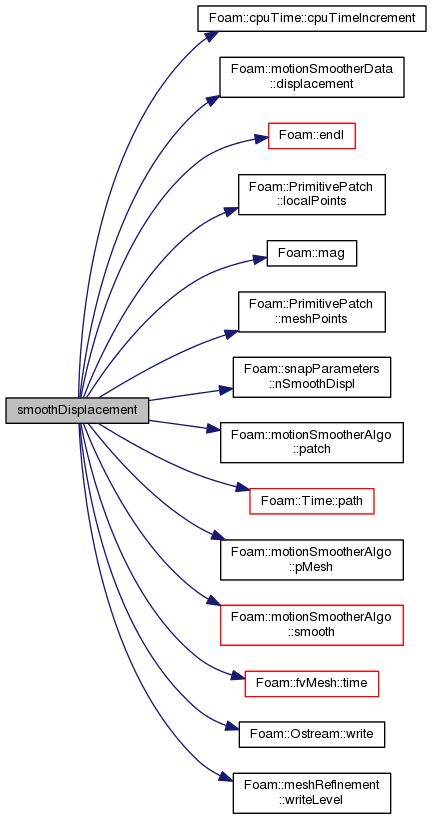 Foam::cpuTime::cpuTimeIncrement
Foam::motionSmootherData
::displacement
Foam::endl
Foam::PrimitivePatch
::localPoints
Foam::mag
Foam::PrimitivePatch
::meshPoints
Foam::snapParameters
::nSmoothDispl
smoothDisplacement
Foam::motionSmootherAlgo
::patch
Foam::Time::path
Foam::motionSmootherAlgo
::pMesh
Foam::motionSmootherAlgo
::smooth
Foam::fvMesh::time
Foam::Ostream::write
Foam::meshRefinement
::writeLevel